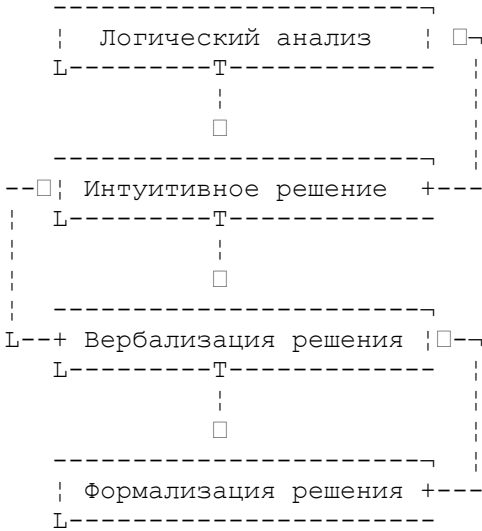 Логический анализ
Интуитивное решение
Вербализация решения
Формализация решения